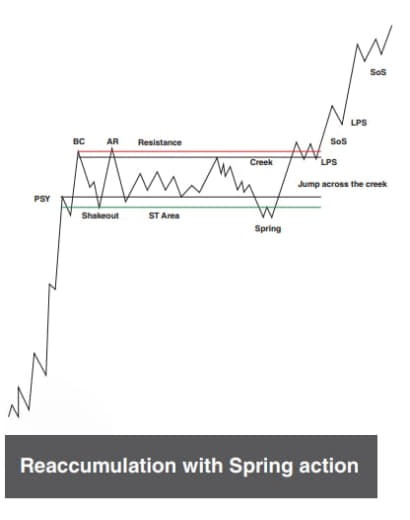 SoS
LPS
BC AR Resistance SoS
Creek LPS
Jump across the creek
PSY
Shakeout ST Area
Spring
Reaccumulation with Spring action